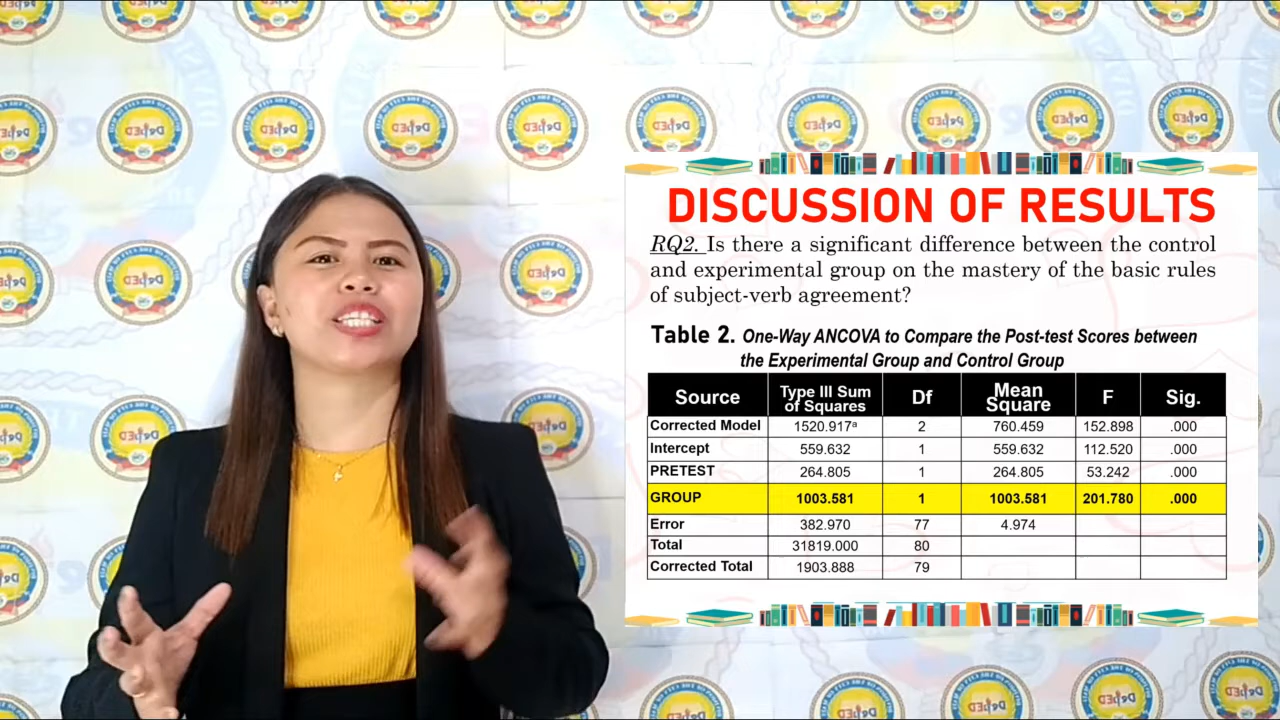 DISCUSSION OF RESULTS
RQ2. Is there a significant difference between the control
and experimental group on the mastery of the basic rules
of subject-verb agreement?
Table 2. One-Way ANCOVA to Compare the Post-test Scores between
the Experimental Group and Control Group
Source Type III Sum of Squares Df Mean Square F Sig.
Corrected Model 1520.917ª 2 760.459 152.898 .000
Intercept 559.632 1 559.632 112.520 .000
PRETEST 264.805 1 264.805 53.242 .000
GROUP 1003.581 1 1003.581 201.780 .000
Error 382.970 77 4.974
Total 31819.000 80
Corrected Total 1903.888 79